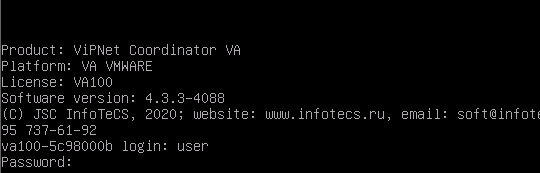 Product: ViPNet Coordinator VA
Platform: VA VMWARE
License: VA100
Software version: 4.3.3-4088
(C) JSC InfoTeCS, 2020; website: www.infotecs.ru, email: soft@infote
95 737-61-92
va100-5c98000b login: user
Password: